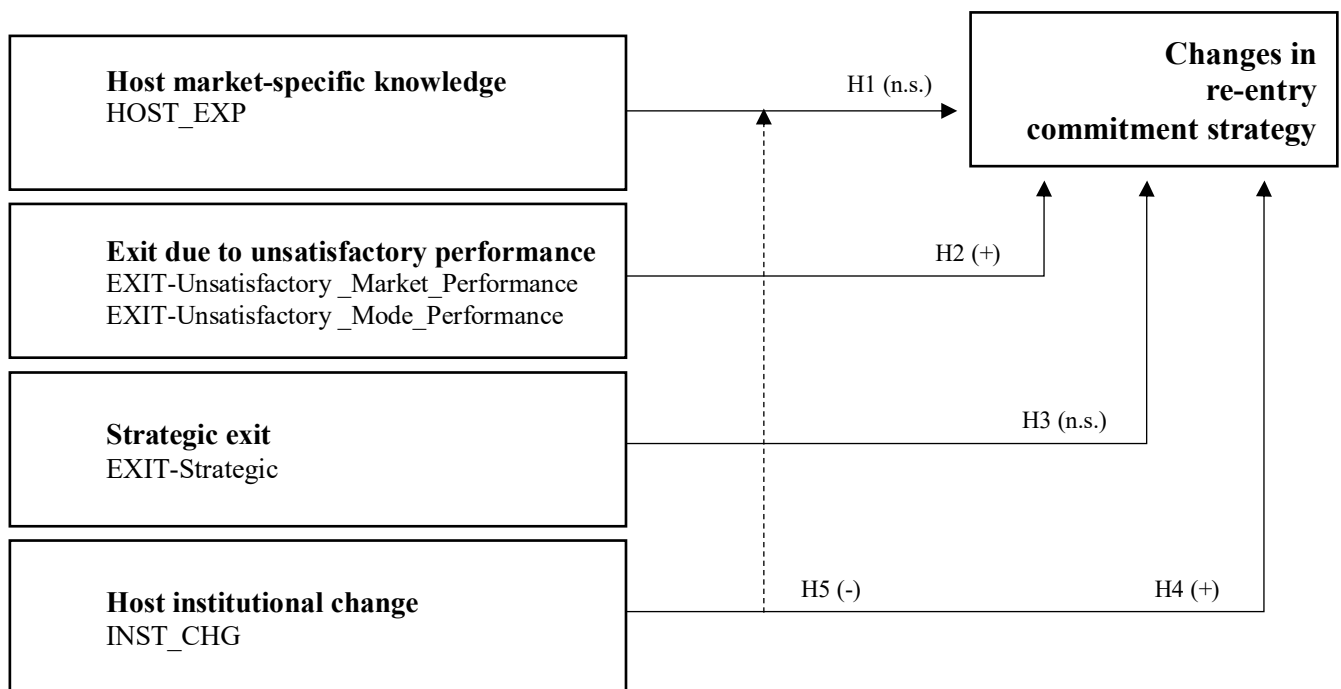 Host market-specific knowledge
HOST_EXP
H1 (n.s.)
Changes in
re-entry
commitment strategy
Exit due to unsatisfactory performance
EXIT-Unsatisfactory _Market_Performance
EXIT-Unsatisfactory _Mode_Performance
H2 (+)
Strategic exit
EXIT-Strategic
H3 (n.s.)
Host institutional change
INST_CHG
H5 (-)
H4 (+)